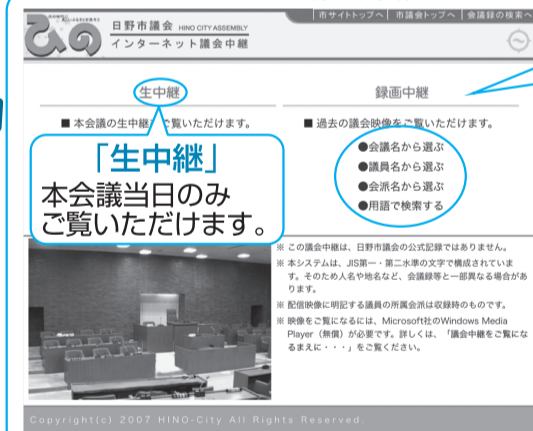 市サイトトップへ 市議会トップへ 会議録の検索へ
ひの 日野市議会 HINO CITY ASSEMBLY
インターネット議会中継
生中継
■ 本会議の生中継 ご覧いただけます。
「生中継」
本会議当日のみ
ご覧いただけます。
録画中継
■ 過去の議会映像をご覧いただけます。
●会議名から選ぶ
●議員名から選ぶ
●会派名から選ぶ
●用語で検索する
※ この議会中継は、日野市議会の公式記録ではありません。
※ 本システムは、JIS第一・第二水準の文字で構成されていま
す。そのため人名や地名など、会議録等と一部異なる場合があ
ります。
※ 配信映像に明記する議員の所属会派は収録時のものです。
※ 映像をご覧になるには、Microsoft社のWindows Media
Player（無償）が必要です。詳しくは、「議会中継をご覧にな
るまえに・・・」をご覧ください。
Copyright(c) 2007 HINO-City All Rights Reserved.